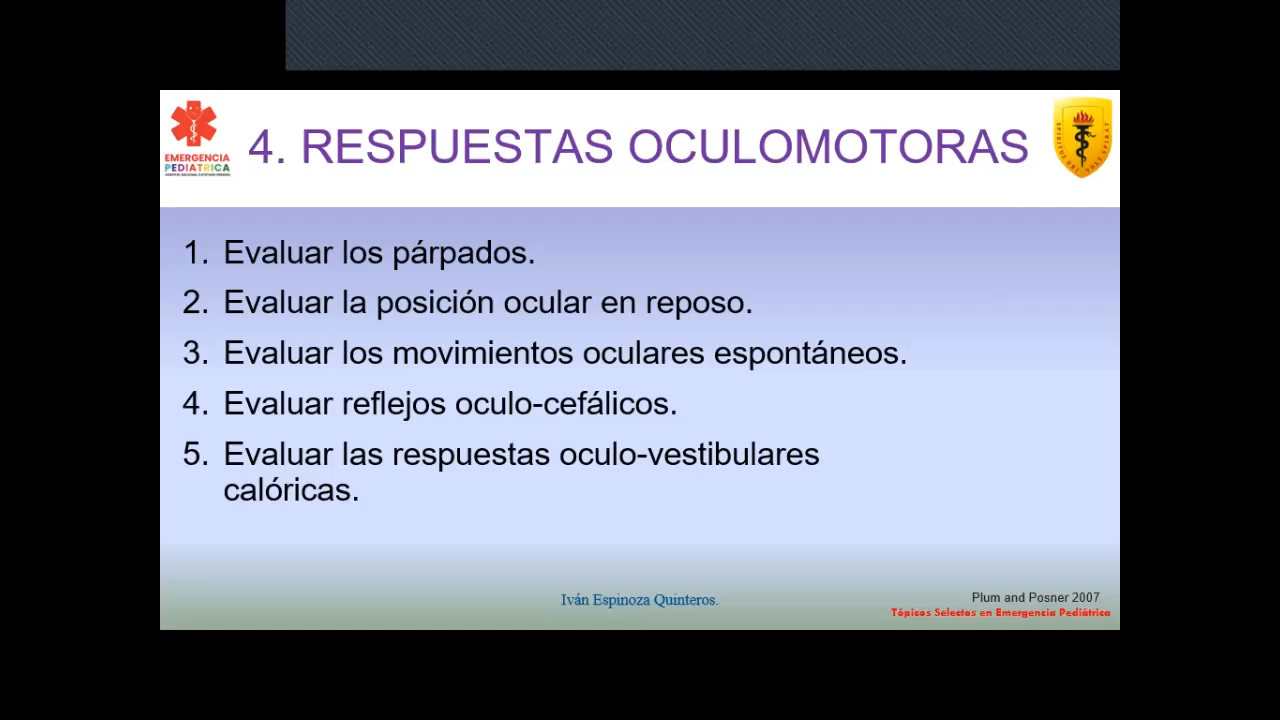 4. RESPUESTAS OCULOMOTORAS
EMERGENCIA
PEDIÁTRICA
1. Evaluar los párpados.
2. Evaluar la posición ocular en reposo.
3. Evaluar los movimientos oculares espontáneos.
4. Evaluar reflejos oculo-cefálicos.
5. Evaluar las respuestas oculo-vestibulares
calóricas.
Iván Espinoza Quinteros.
Plum and Posner 2007
Tópicos Selectos en Emergencia Pediátrica